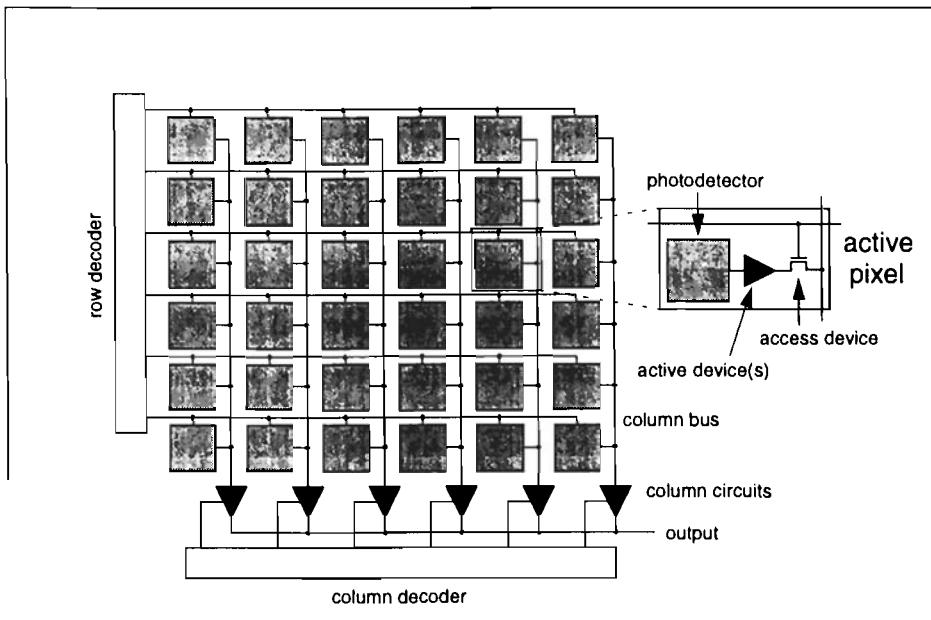 row decoder
photodetector
active
pixel
access device
active device(s)
column bus
column circuits
output
column decoder